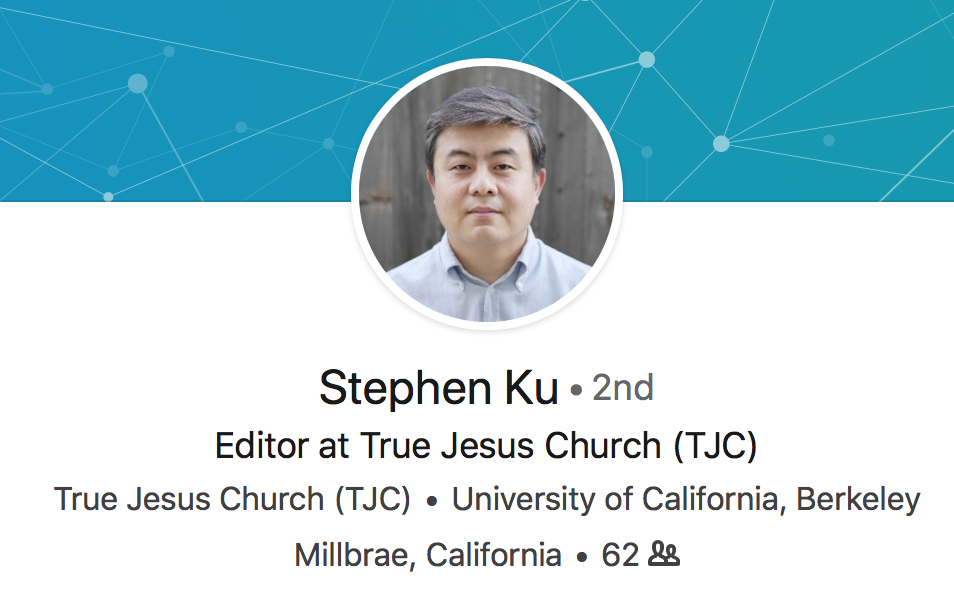 Stephen Ku • 2nd
Editor at True Jesus Church (TJC)
True Jesus Church (TJC) • University of California, Berkeley
Millbrae, California • 62